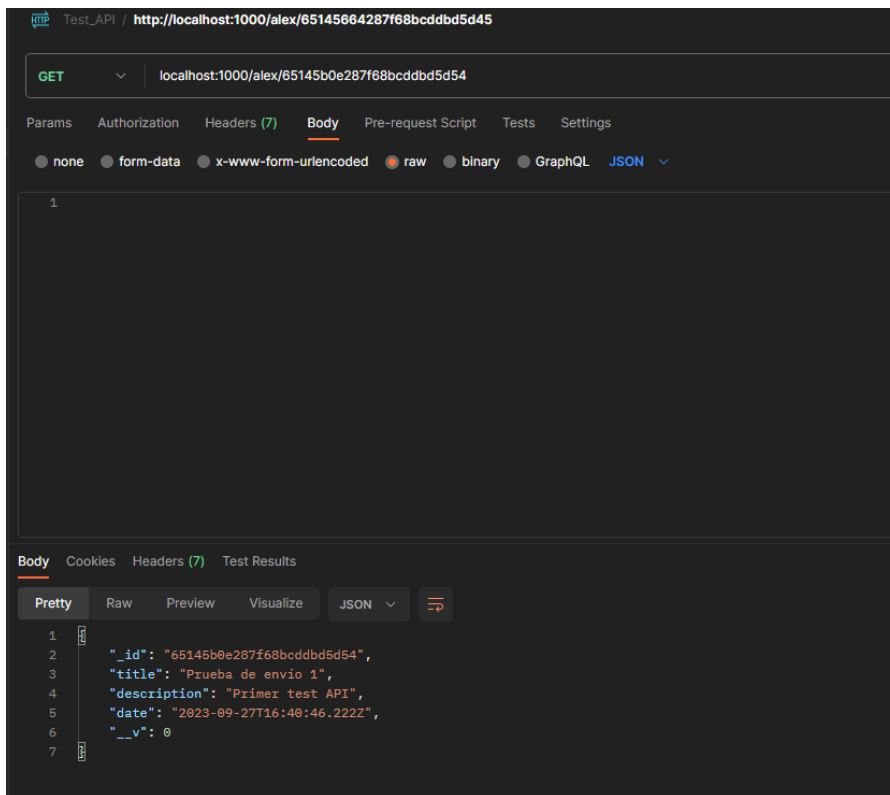 HTTP Test_API / http://localhost:1000/alex/65145664287f68bcddbd5d45
GET localhost:1000/alex/65145b0e287f68bcddbd5d54
Params Authorization Headers (7) Body Pre-request Script Tests Settings
none form-data x-www-form-urlencoded raw binary GraphQL JSON
1
Body Cookies Headers (7) Test Results
Pretty Raw Preview Visualize JSON
1 {
2 "_id": "65145b0e287f68bcddbd5d54",
3 "title": "Prueba de envío 1",
4 "description": "Primer test API",
5 "date": "2023-09-27T16:40:46.222Z",
6 "__v": 0
7 }